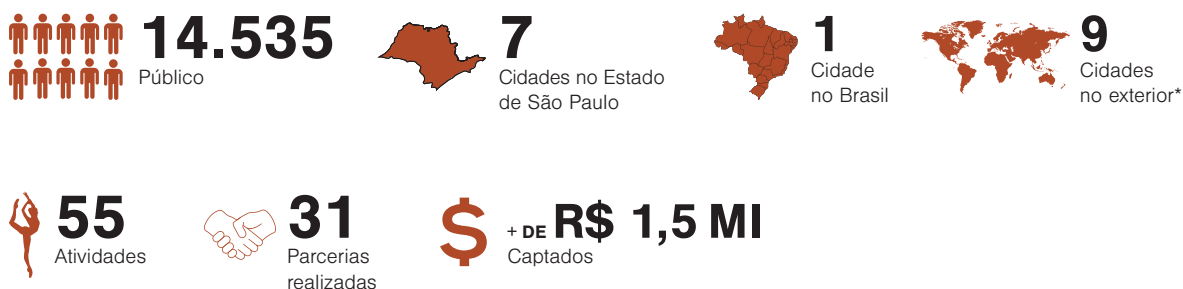 14.535
Público
7
Cidades no Estado
de São Paulo
1
Cidade
no Brasil
9
Cidades
no exterior*
55
Atividades
31
Parcerias
realizadas
$
+ DE R$ 1,5 MI
Captados